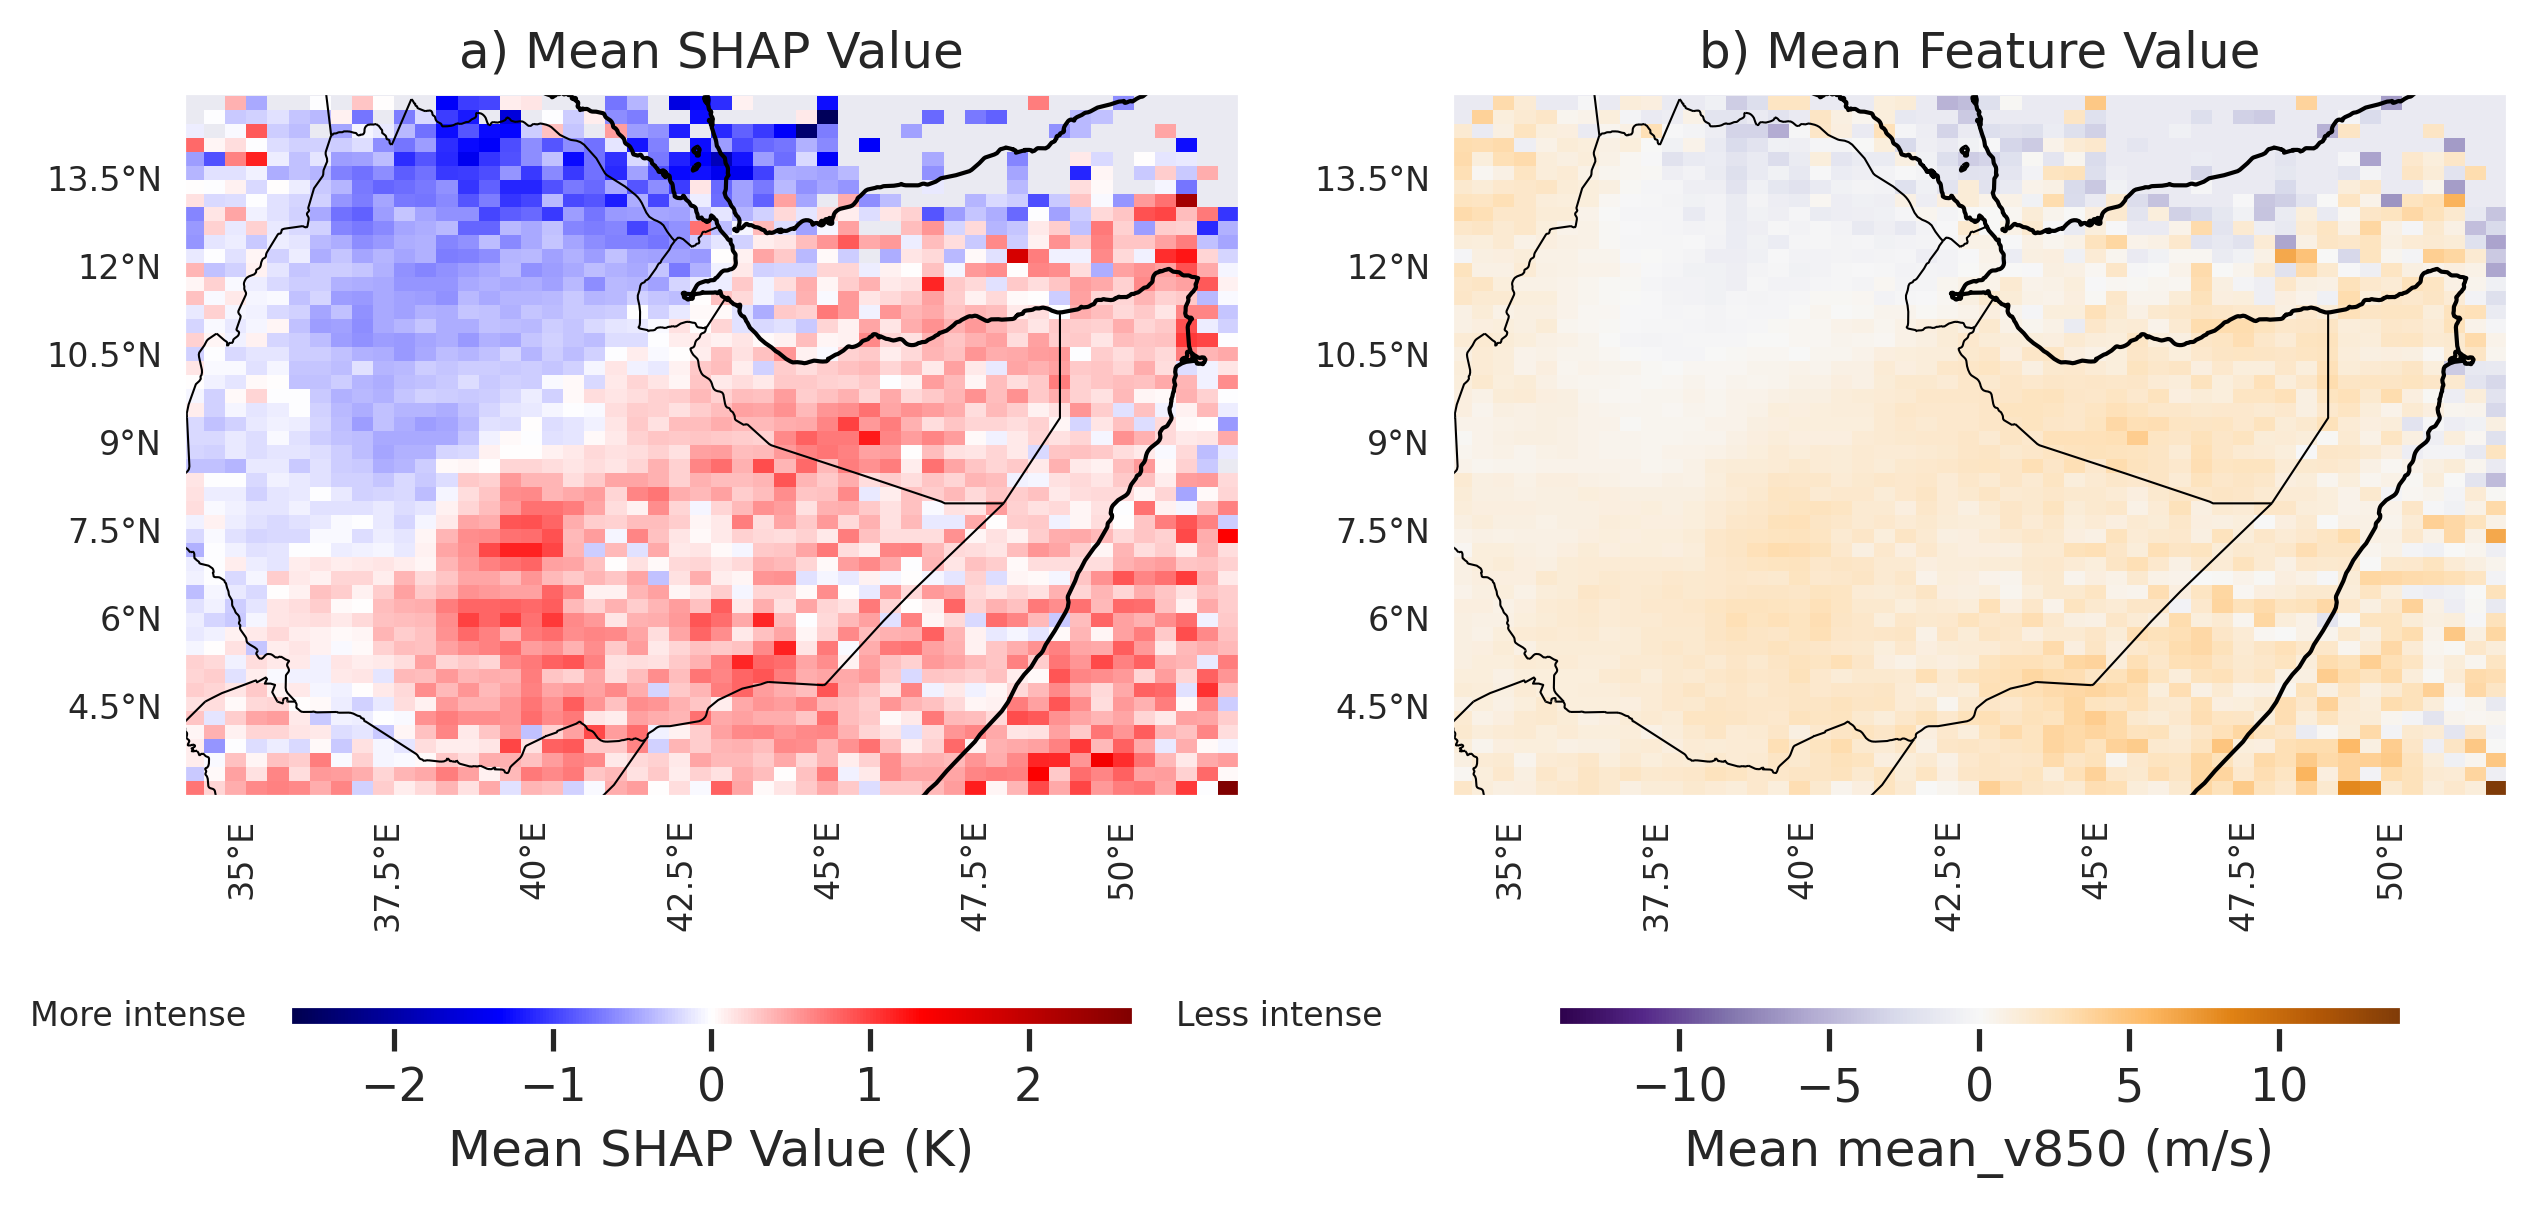 a) Mean SHAP Value
b) Mean Feature Value
13.5°N
12°N
10.5°N
9°N
7.5°N
6°N
4.5°N
35°E
37.5°E
40°E
42.5°E
45°E
47.5°E
50°E
13.5°N
12°N
10.5°N
9°N
7.5°N
6°N
4.5°N
35°E
37.5°E
40°E
42.5°E
45°E
47.5°E
50°E
More intense
Less intense
−2 −1 0 1 2
Mean SHAP Value (K)
−10 −5 0 5 10
Mean mean_v850 (m/s)